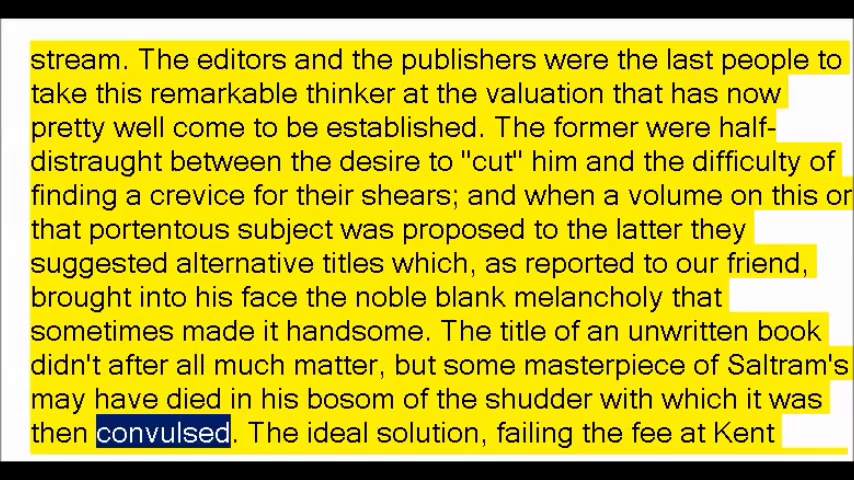 stream. The editors and the publishers were the last people to
take this remarkable thinker at the valuation that has now
pretty well come to be established. The former were half-
distraught between the desire to "cut" him and the difficulty of
finding a crevice for their shears; and when a volume on this or
that portentous subject was proposed to the latter they
suggested alternative titles which, as reported to our friend,
brought into his face the noble blank melancholy that
sometimes made it handsome. The title of an unwritten book
didn't after all much matter, but some masterpiece of Saltram's
may have died in his bosom of the shudder with which it was
then convulsed. The ideal solution, failing the fee at Kent